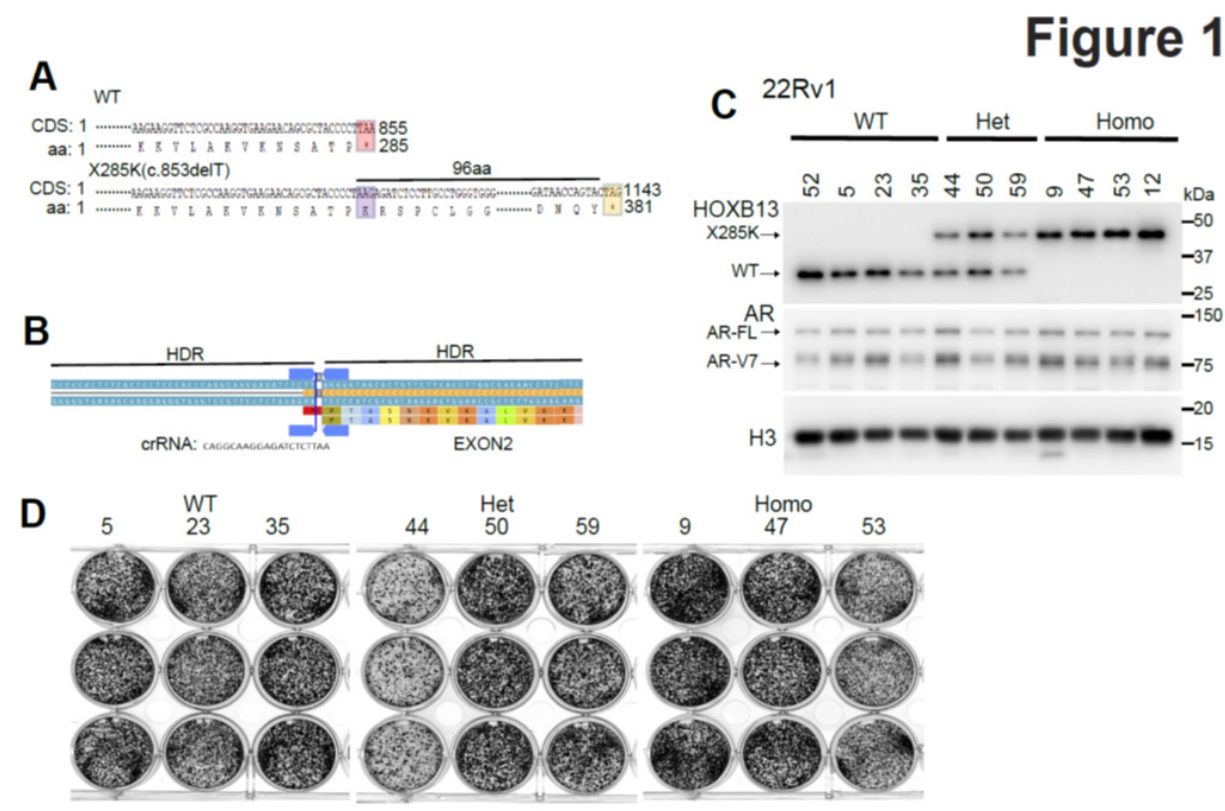 Figure 1
A
WT
CDS: 1 ········AAGAAGGTTCTCGCCAAGGTGAAGAACAGCGCTACCCCTTAA 855
aa: 1 ········ K K V L A K V K N S A T P * 285
X285K(c.853delT)
96aa
CDS: 1 ········AAGAAGGTTCTCGCCAAGGTGAAGAACAGCGCTACCCCTAAGAGATCTCCTTGCCTGGGTGGG········GATAACCAGTACTAG 1143
aa: 1 ········ K K V L A K V K N S A T P K R S P C L G G ········ D N Q Y * 381
B
HDR HDR
crRNA: CAGGCAAGGAGATCTCTTAA EXON2
C 22Rv1
WT Het Homo
52 5 23 35 44 50 59 9 47 53 12
kDa
HOXB13
X285K→
WT→
50
37
25
AR
AR-FL→
AR-V7→
150
75
H3
20
15
D
WT Het Homo
5 23 35 44 50 59 9 47 53